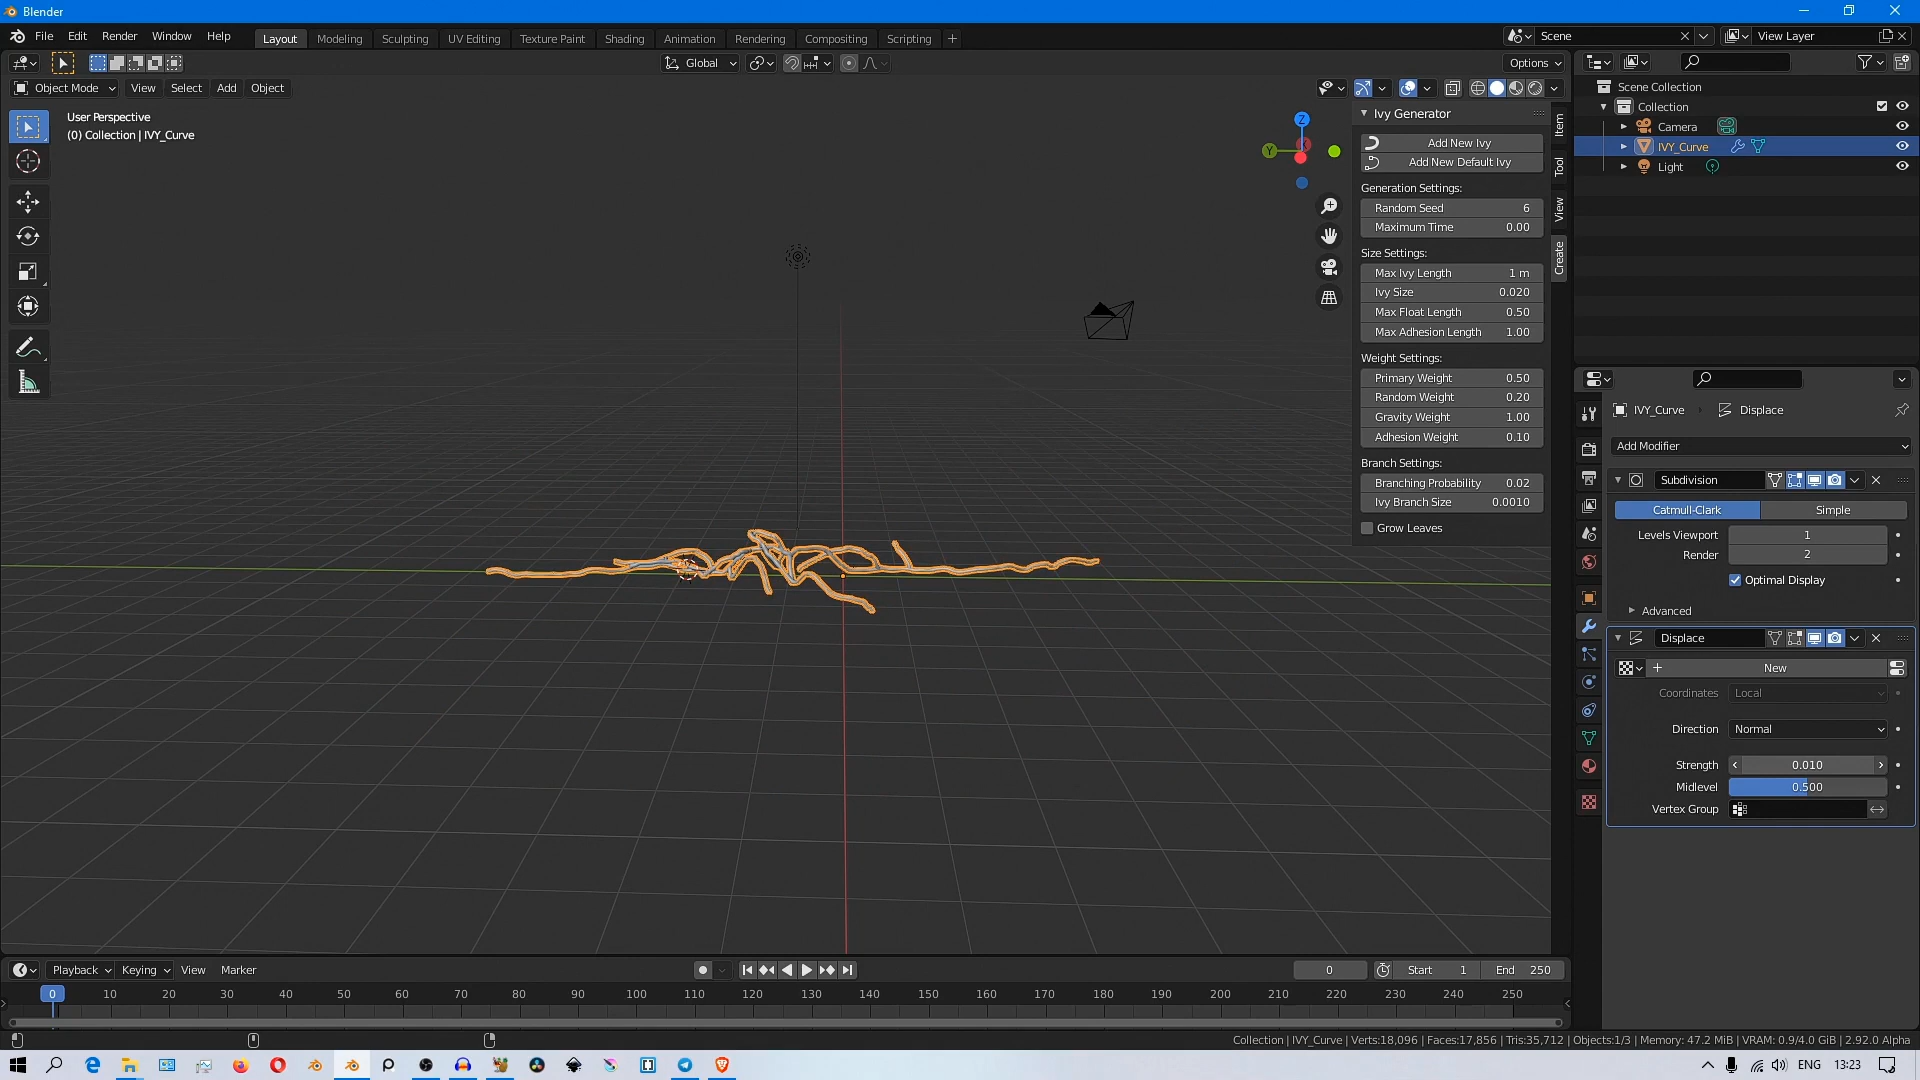 Blender
File Edit Render Window Help
Layout Modeling Sculpting UV Editing Texture Paint Shading Animation Rendering Compositing Scripting +
Scene
View Layer
Global
Options
Object Mode View Select Add Object
User Perspective
(0) Collection | IVY_Curve
Z
Y
Ivy Generator
Add New Ivy
Add New Default Ivy
Generation Settings:
Random Seed 6
Maximum Time 0.00
Size Settings:
Max Ivy Length 1 m
Ivy Size 0.020
Max Float Length 0.50
Max Adhesion Length 1.00
Weight Settings:
Primary Weight 0.50
Random Weight 0.20
Gravity Weight 1.00
Adhesion Weight 0.10
Branch Settings:
Branching Probability 0.02
Ivy Branch Size 0.0010
Grow Leaves
Item
Tool
View
Create
Scene Collection
Collection
Camera
IVY_Curve
Light
IVY_Curve Displace
Add Modifier
Subdivision
Catmull-Clark Simple
Levels Viewport 1
Render 2
Optimal Display
Advanced
Displace
New
Coordinates Local
Direction Normal
Strength 0.010
Midlevel 0.500
Vertex Group
Playback Keying View Marker
0 Start 1 End 250
0 10 20 30 40 50 60 70 80 90 100 110 120 130 140 150 160 170 180 190 200 210 220 230 240 250
Collection | IVY_Curve | Verts:18,096 | Faces:17,856 | Tris:35,712 | Objects:1/3 | Memory: 47.2 MiB | VRAM: 0.9/4.0 GiB | 2.92.0 Alpha
ENG 13:23